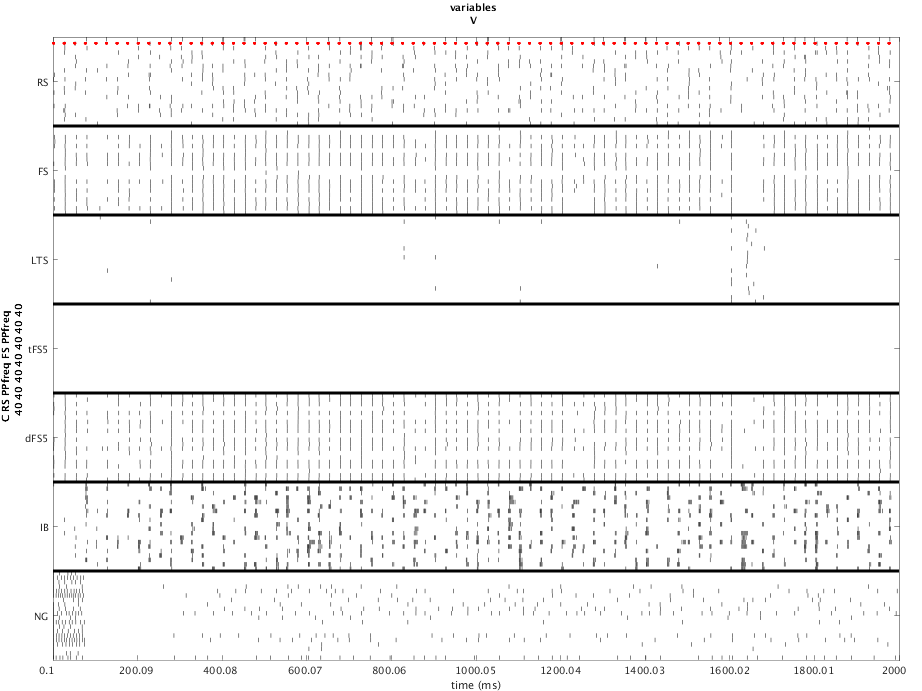 variables
V
RS
FS
LTS
tFS5
dFS5
IB
NG
C RS PPfreq FS PPfreq
40 40 40 40 40 40 40
0.1 200.09 400.08 600.07 800.06 1000.05 1200.04 1400.03 1600.02 1800.01 2000
time (ms)